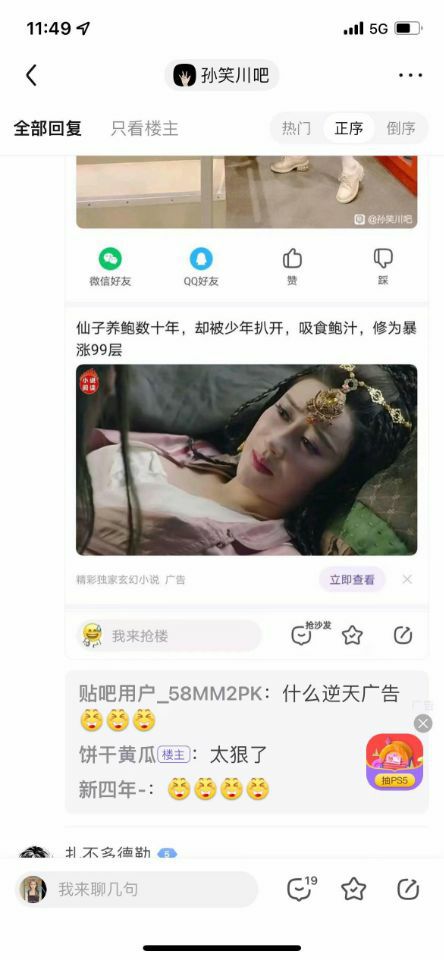 11:49
5G
孙笑川吧
全部回复
只看楼主
热门
正序
倒序
@孙笑川吧
微信好友
QQ好友
赞
踩
仙子养鲍数十年，却被少年扒开，吸食鲍汁，修为暴
涨99层
小说
阅读
精彩独家玄幻小说 广告
立即查看
我来抢楼
抢沙发
贴吧用户_58MM2PK：什么逆天广告
广告
饼干黄瓜 楼主：太狠了
抽PS5
新四年-：
扎不多德勒
5
我来聊几句
19